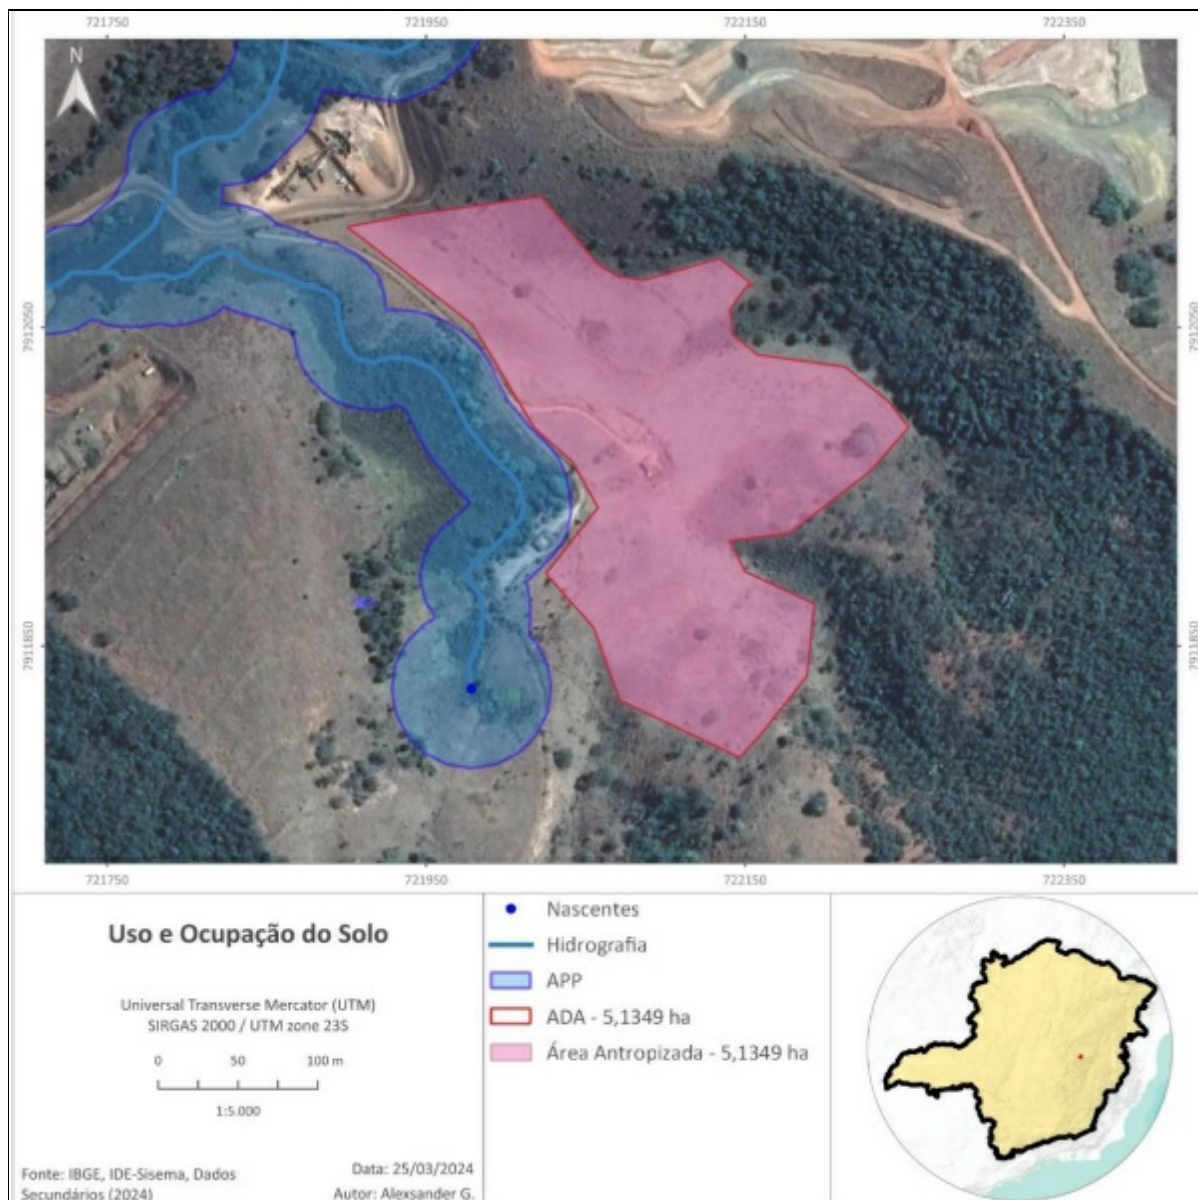 721750 721950 722150 722350
N
7912050 7912050
7911850 7911850
721750 721950 722150 722350
Uso e Ocupação do Solo
Universal Transverse Mercator (UTM)
SIRGAS 2000 / UTM zone 23S
0 50 100 m
1:5.000
Fonte: IBGE, IDE-Sisema, Dados
Secundários (2024)
Data: 25/03/2024
Autor: Alexsander G.
Nascentes
Hidrografia
APP
ADA - 5,1349 ha
Área Antropizada - 5,1349 ha